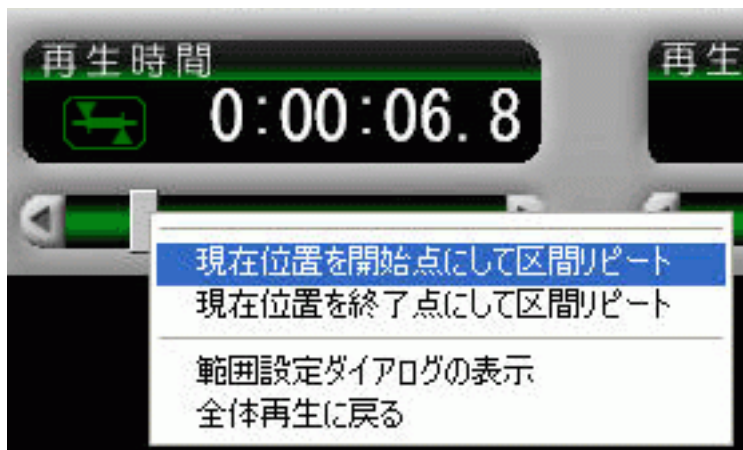 再生時間
再生
0:00:06.8
現在位置を開始点にして区間リピート
現在位置を終了点にして区間リピート
範囲設定ダイアログの表示
全体再生に戻る